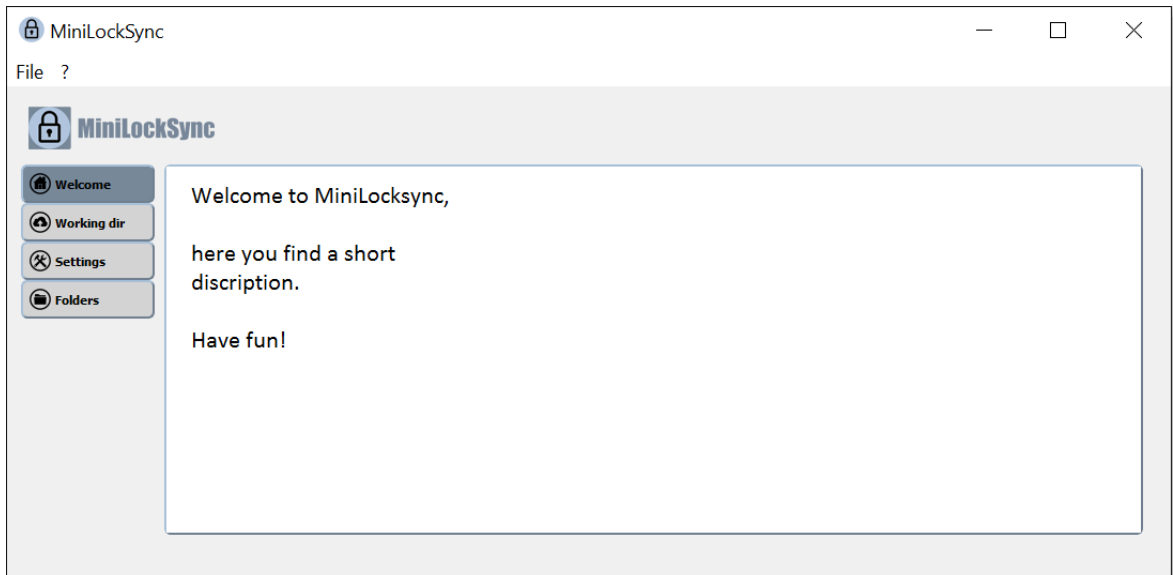 MiniLockSync
File ?
MiniLockSync
Welcome
Working dir
Settings
Folders
Welcome to MiniLocksync,
here you find a short
discription.
Have fun!